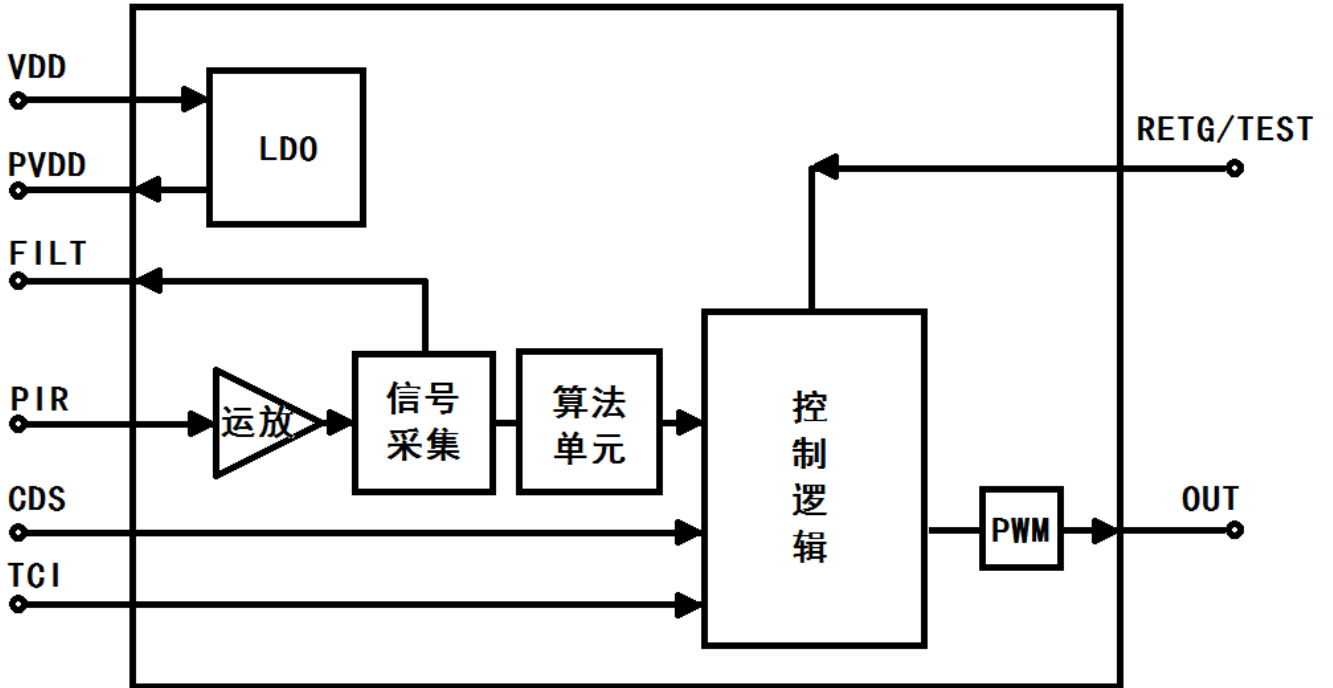 VDD
LDO
PVDD
RETG/TEST
FILT
PIR
运放
信号
采集
算法
单元
控
制
逻
辑
CDS
PWM
OUT
TCI